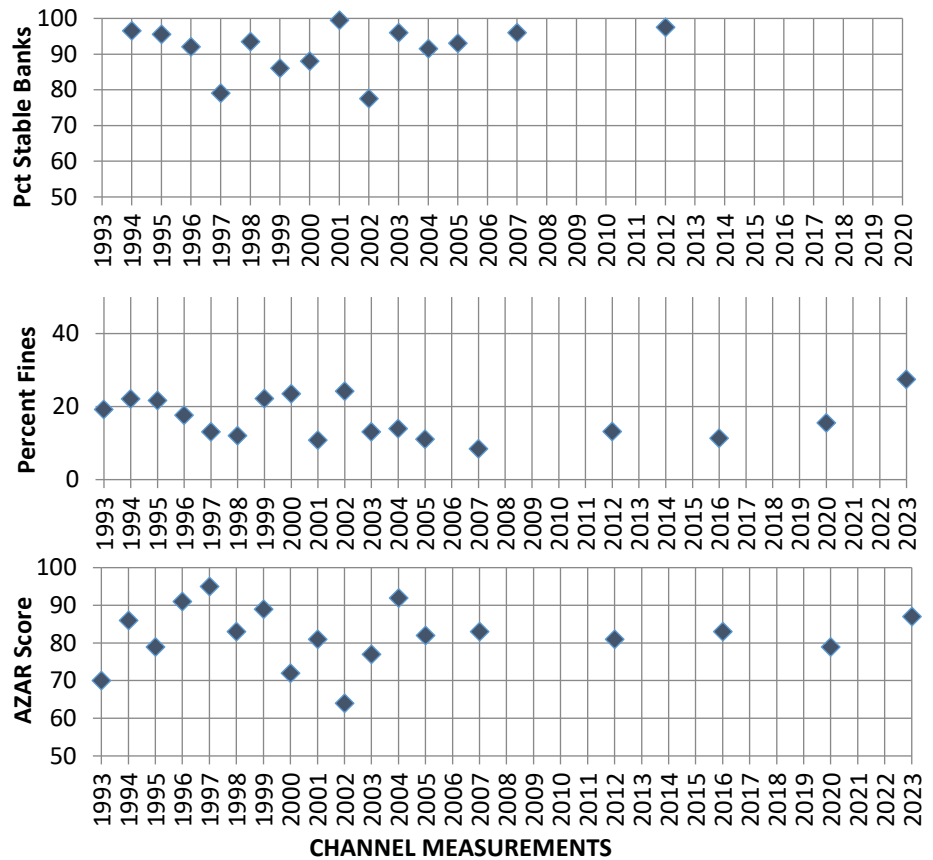 Pct Stable Banks
100
90
80
70
60
50
1993 1994 1995 1996 1997 1998 1999 2000 2001 2002 2003 2004 2005 2006 2007 2008 2009 2010 2011 2012 2013 2014 2015 2016 2017 2018 2019 2020
Percent Fines
40
20
0
1993 1994 1995 1996 1997 1998 1999 2000 2001 2002 2003 2004 2005 2006 2007 2008 2009 2010 2011 2012 2013 2014 2015 2016 2017 2018 2019 2020 2021 2022 2023
AZAR Score
100
90
80
70
60
50
1993 1994 1995 1996 1997 1998 1999 2000 2001 2002 2003 2004 2005 2006 2007 2008 2009 2010 2011 2012 2013 2014 2015 2016 2017 2018 2019 2020 2021 2022 2023
CHANNEL MEASUREMENTS